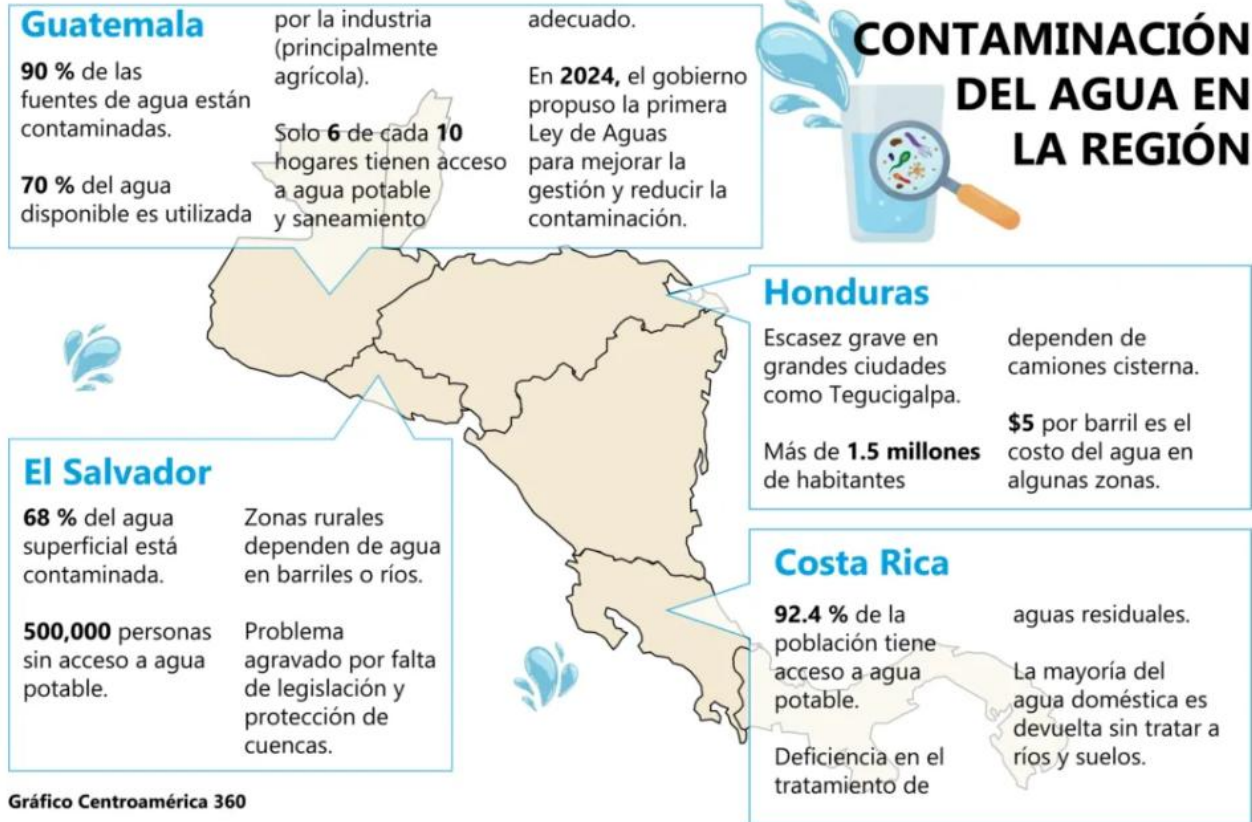 CONTAMINACIÓN
DEL AGUA EN
LA REGIÓN
Guatemala
90 % de las
fuentes de agua están
contaminadas.
70 % del agua
disponible es utilizada
por la industria
(principalmente
agrícola).
Solo 6 de cada 10
hogares tienen acceso
a agua potable
y saneamiento
adecuado.
En 2024, el gobierno
propuso la primera
Ley de Aguas
para mejorar la
gestión y reducir la
contaminación.
Honduras
Escasez grave en
grandes ciudades
como Tegucigalpa.
Más de 1.5 millones
de habitantes
dependen de
camiones cisterna.
$5 por barril es el
costo del agua en
algunas zonas.
El Salvador
68 % del agua
superficial está
contaminada.
500,000 personas
sin acceso a agua
potable.
Zonas rurales
dependen de agua
en barriles o ríos.
Problema
agravado por falta
de legislación y
protección de
cuencas.
Costa Rica
92.4 % de la
población tiene
acceso a agua
potable.
Deficiencia en el
tratamiento de
aguas residuales.
La mayoría del
agua doméstica es
devuelta sin tratar a
ríos y suelos.
Gráfico Centroamérica 360